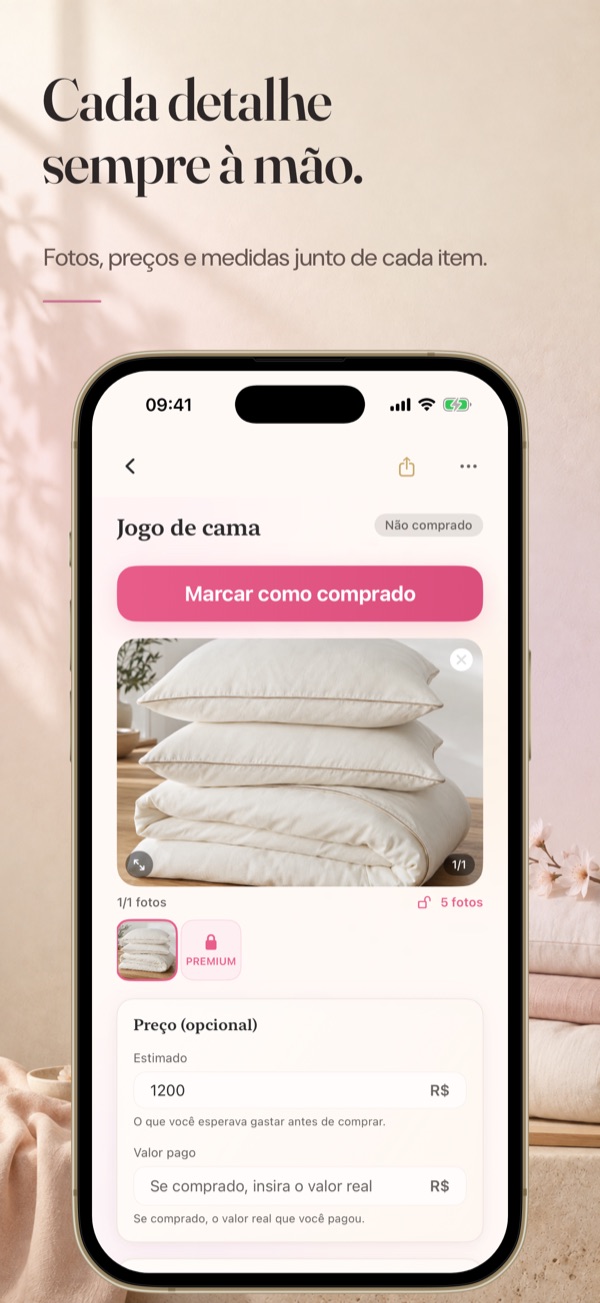 Cada detalhe
sempre à mão.
Fotos, preços e medidas junto de cada item.
09:41
Jogo de cama
Não comprado
Marcar como comprado
1/1
1/1 fotos
5 fotos
PREMIUM
Preço (opcional)
Estimado
1200 R$
O que você esperava gastar antes de comprar.
Valor pago
Se comprado, insira o valor real R$
Se comprado, o valor real que você pagou.